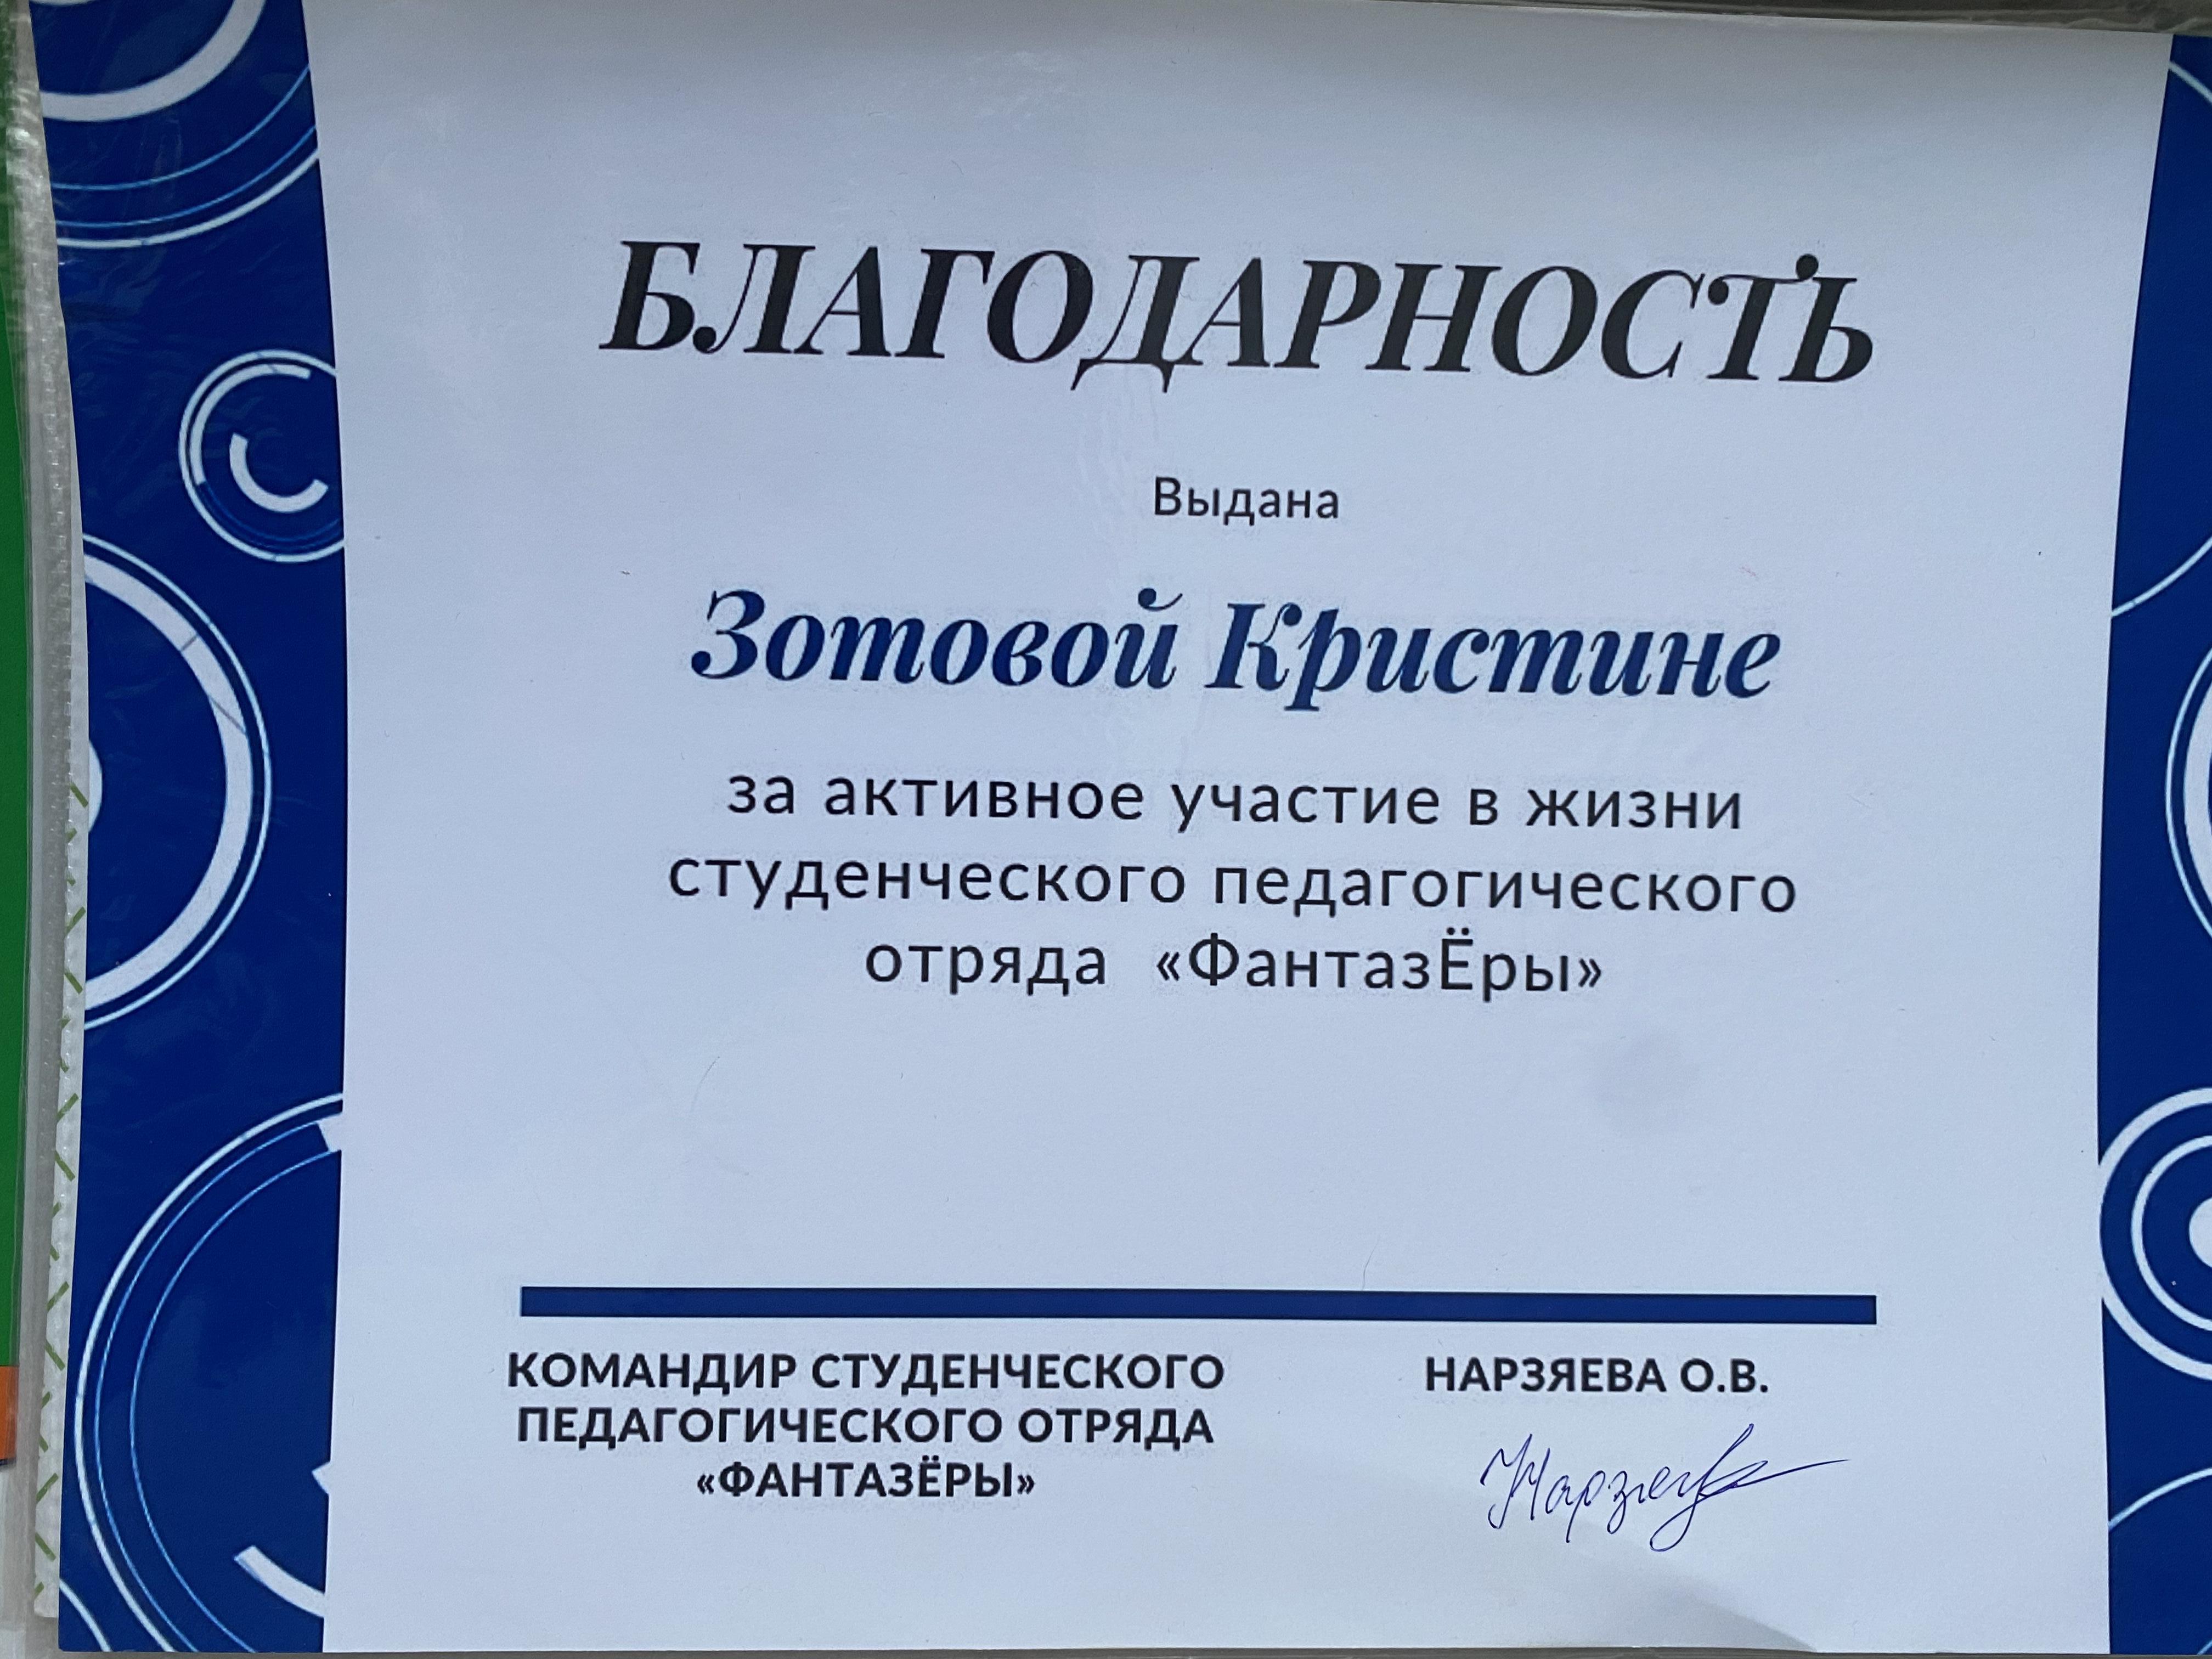 БЛАГОДАРНОСТЬ
Выдана
Зотовой Кристине
за активное участие в жизни
студенческого педагогического
отряда «ФантазЁры»
КОМАНДИР СТУДЕНЧЕСКОГО
ПЕДАГОГИЧЕСКОГО ОТРЯДА
«ФАНТАЗЁРЫ»
НАРЗЯЕВА О.В.